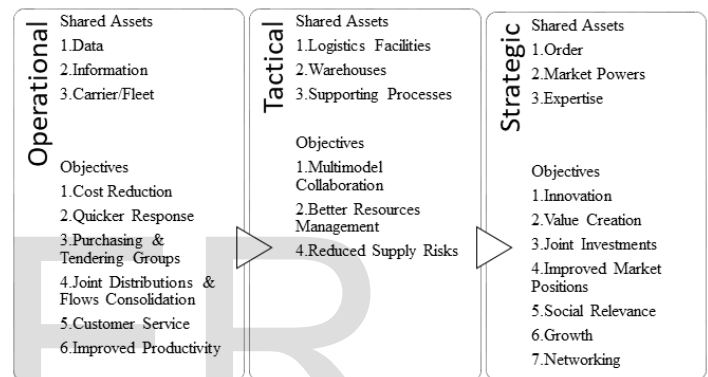 Operational
Shared Assets
1.Data
2.Information
3.Carrier/Fleet
Objectives
1.Cost Reduction
2.Quicker Response
3.Purchasing &
Tendering Groups
4.Joint Distributions &
Flows Consolidation
5.Customer Service
6.Improved Productivity
Tactical
Shared Assets
1.Logistics Facilities
2.Warehouses
3.Supporting Processes
Objectives
1.Multimodel
Collaboration
2.Better Resources
Management
4.Reduced Supply Risks
Strategic
Shared Assets
1.Order
2.Market Powers
3.Expertise
Objectives
1.Innovation
2.Value Creation
3.Joint Investments
4.Improved Market
Positions
5.Social Relevance
6.Growth
7.Networking